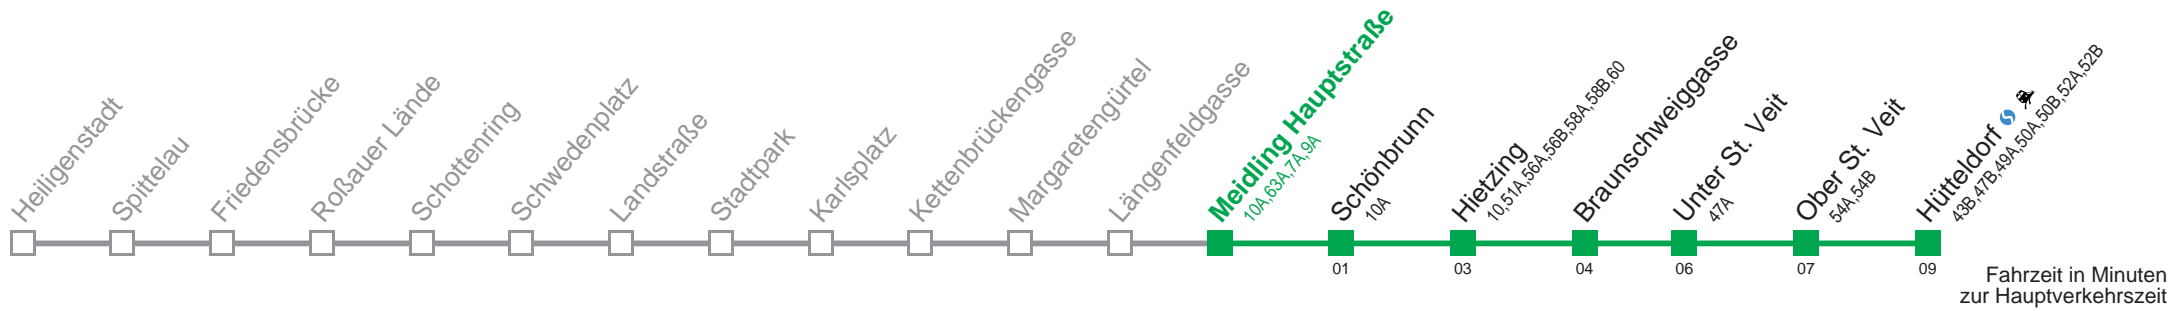 Heiligenstadt
Spittelau
Friedensbrücke
Roßauer Lände
Schottenring
Schwedenplatz
Landstraße
Stadtpark
Karlsplatz
Kettenbrückengasse
Margaretengürtel
Längenfeldgasse
Meidling Hauptstraße
10A,63A,7A,9A
Schönbrunn
10A
Hietzing
10,51A,56A,56B,58A,58B,60
Braunschweiggasse
Unter St. Veit
47A
Ober St. Veit
54A,54B
Hütteldorf
43B,47B,49A,50A,50B,52A,52B
01
03
04
06
07
09
Fahrzeit in Minuten
zur Hauptverkehrszeit